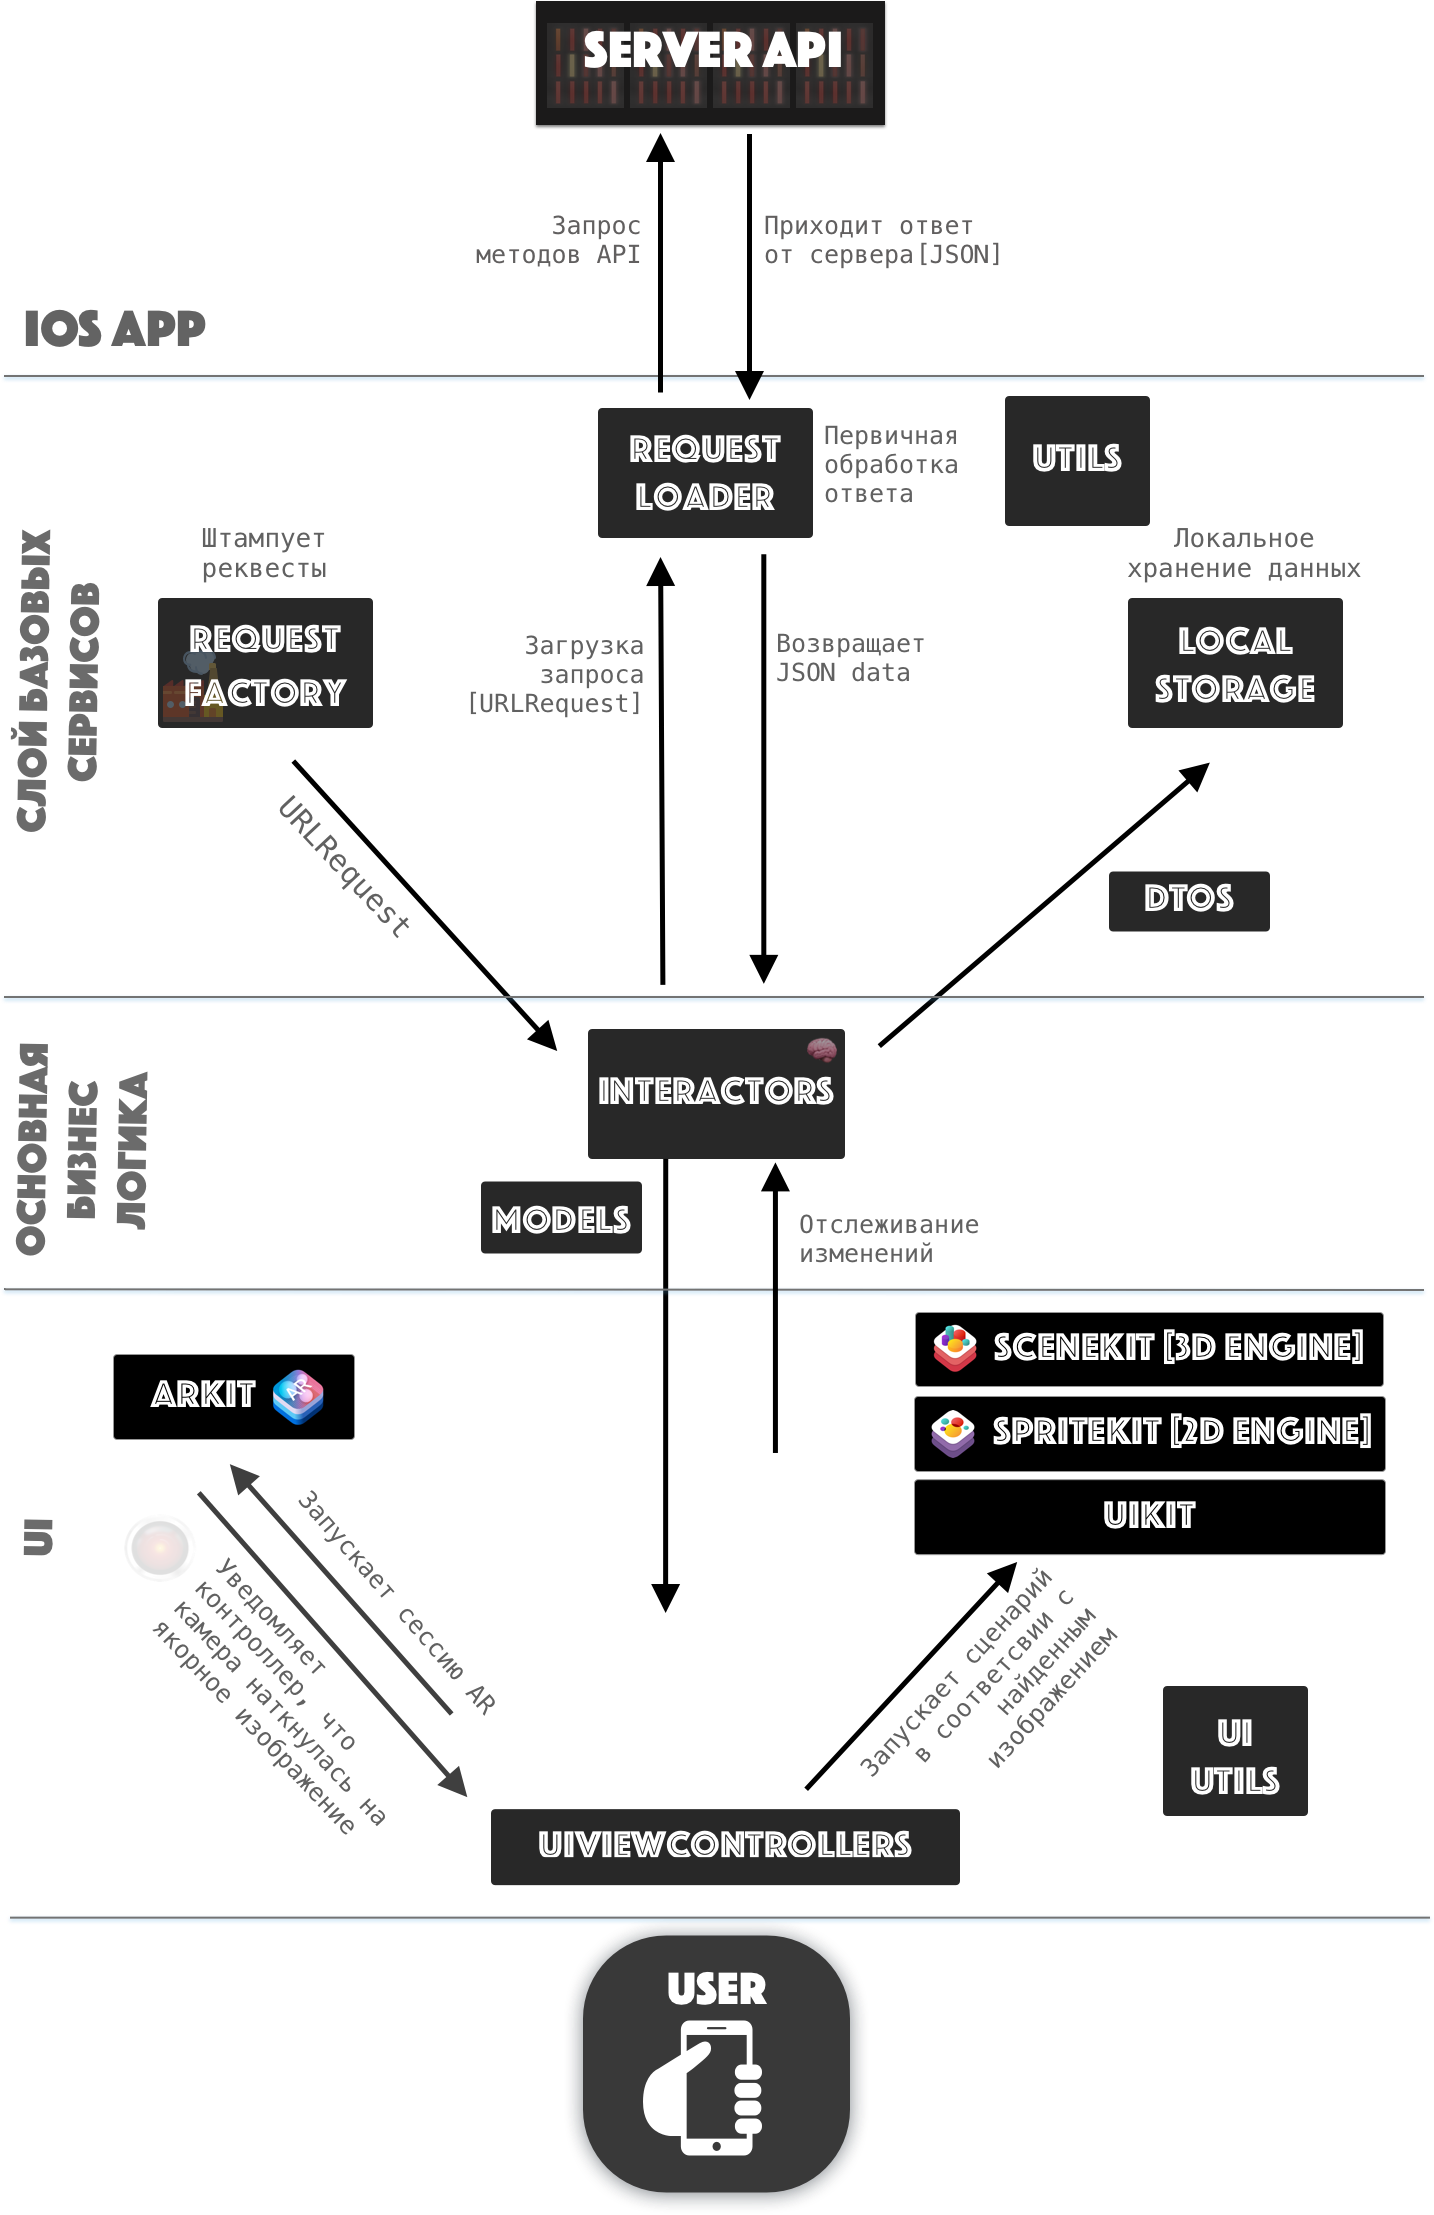 SERVER API
Запрос
методов API
Приходит ответ
от сервера[JSON]
IOS APP
СЛОЙ БАЗОВЫХ
СЕРВИСОВ
REQUEST
LOADER
Первичная
обработка
ответа
UTILS
Штампует
реквесты
REQUEST
FACTORY
Локальное
хранение данных
LOCAL
STORAGE
Загрузка
запроса
[URLRequest]
Возвращает
JSON data
URLRequest
DTOS
ОСНОВНАЯ
БИЗНЕС
ЛОГИКА
INTERACTORS
MODELS
Отслеживание
изменений
UI
ARKIT
AR
SCENEKIT [3D ENGINE]
SPRITEKIT [2D ENGINE]
UIKIT
Запускает сессию AR
Уведомляет
контроллер, что
камера наткнулась на
якорное изображение
Запускает сценарий
в соответсвии с
найденным
изображением
UI
UTILS
UIVIEWCONTROLLERS
USER